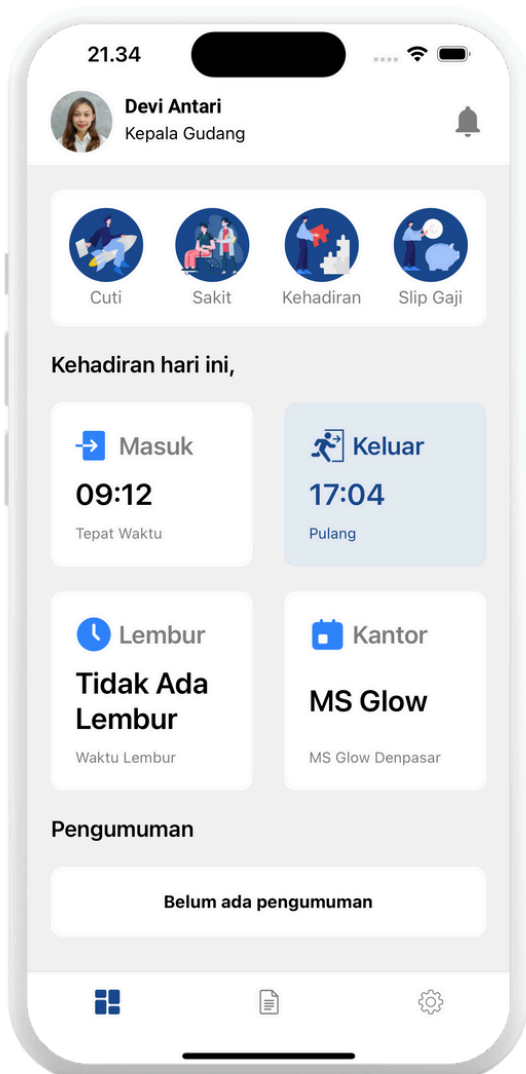 21.34
Devi Antari
Kepala Gudang
Cuti
Sakit
Kehadiran
Slip Gaji
Kehadiran hari ini,
Masuk
09:12
Tepat Waktu
Keluar
17:04
Pulang
Lembur
Tidak Ada
Lembur
Waktu Lembur
Kantor
MS Glow
MS Glow Denpasar
Pengumuman
Belum ada pengumuman